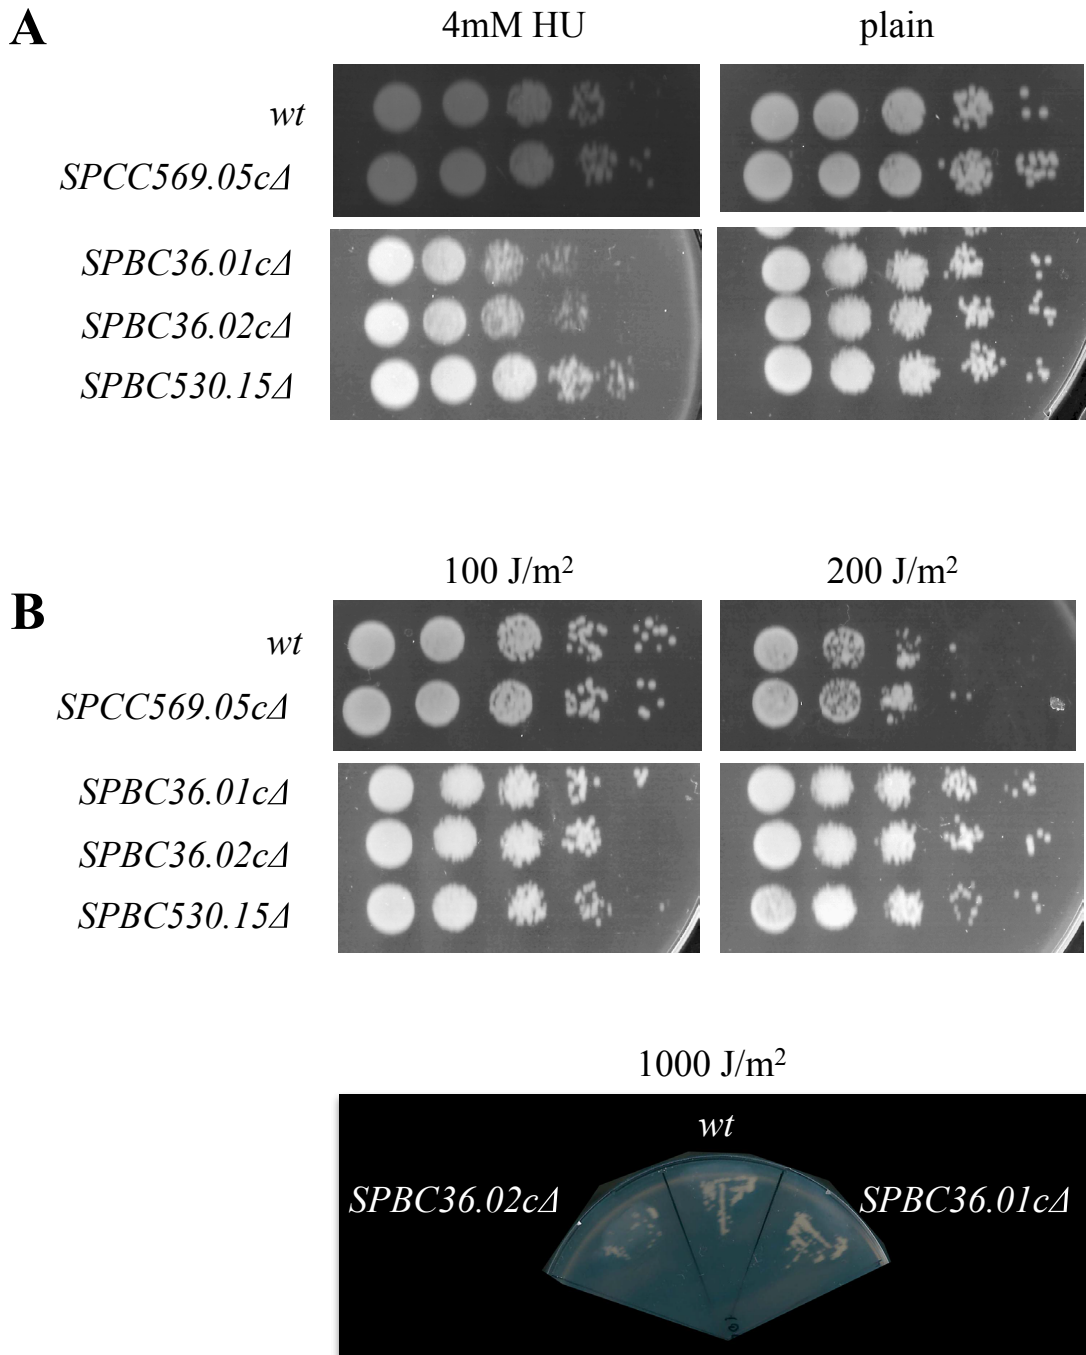 A
4mM HU
plain
wt
SPCC569.05cΔ
SPBC36.01cΔ
SPBC36.02cΔ
SPBC530.15Δ
B
100 J/m²
200 J/m²
wt
SPCC569.05cΔ
SPBC36.01cΔ
SPBC36.02cΔ
SPBC530.15Δ
1000 J/m²
wt
SPBC36.02cΔ
SPBC36.01cΔ